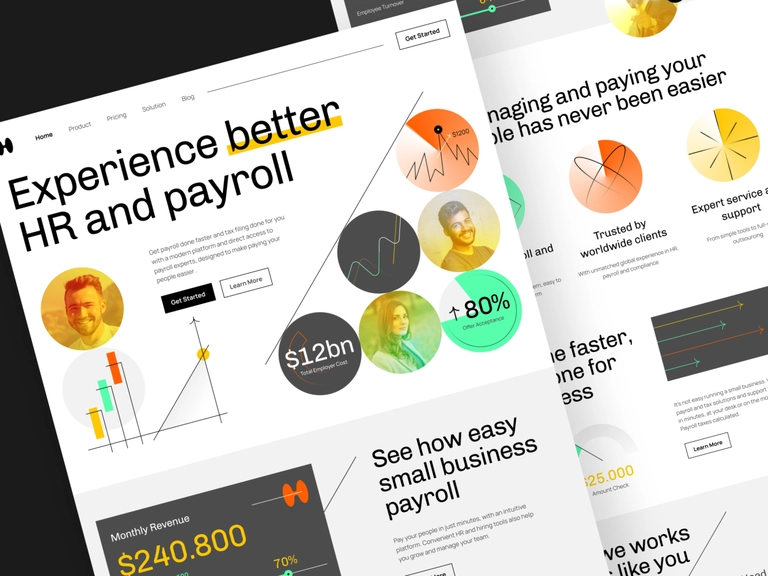 Employee Turnover
Get Started
Home
Product
Pricing
Solution
Blog
Experience better
HR and payroll
Get payroll done faster and tax filing done for you
with a modern platform and direct access to
payroll experts, designed to make paying your
people easier.
Get Started
Learn More
$1200
80%
Offer Acceptance
$12bn
Total Employer Cost
See how easy
small business
payroll
Pay your people in just minutes, with an intuitive
platform. Convenient HR and hiring tools also help
you grow and manage your team.
Monthly Revenue
$240.800
70%
naging and paying your
ple has never been easier
Trusted by
worldwide clients
With unmatched global experience in HR,
payroll and compliance
Expert service a
support
From simple tools to full-s
outsourcing
oll and
ern, easy to
rm
ne faster,
one for
ess
It's not easy running a small business.
payroll and tax solutions and support
in minutes, at your desk or on the mo
Payroll taxes calculated
Learn More
$25.000
Amount Check
we works
like you